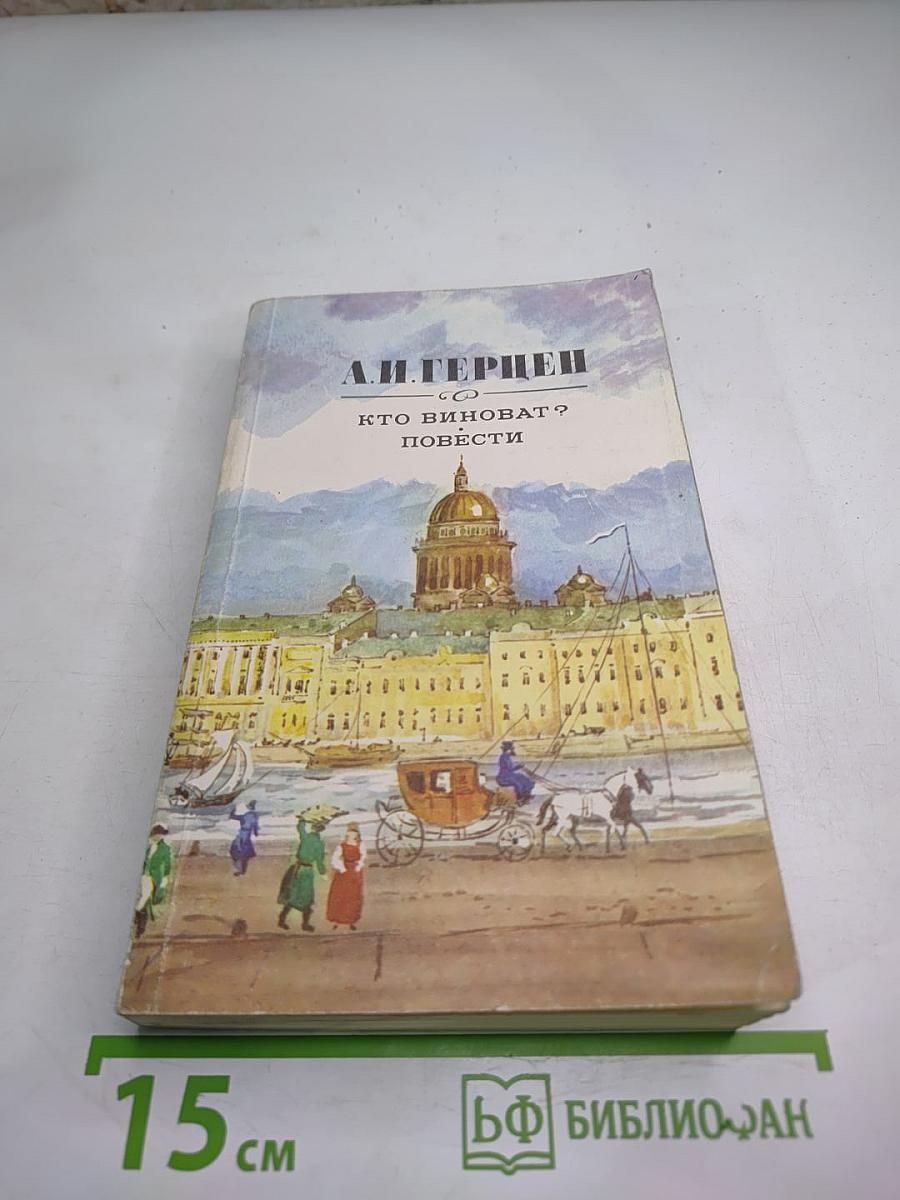 А.И.ГЕРЦЕН
КТО ВИНОВАТ?
ПОВЕСТИ
15 см
БФ БИБЛИОФАН